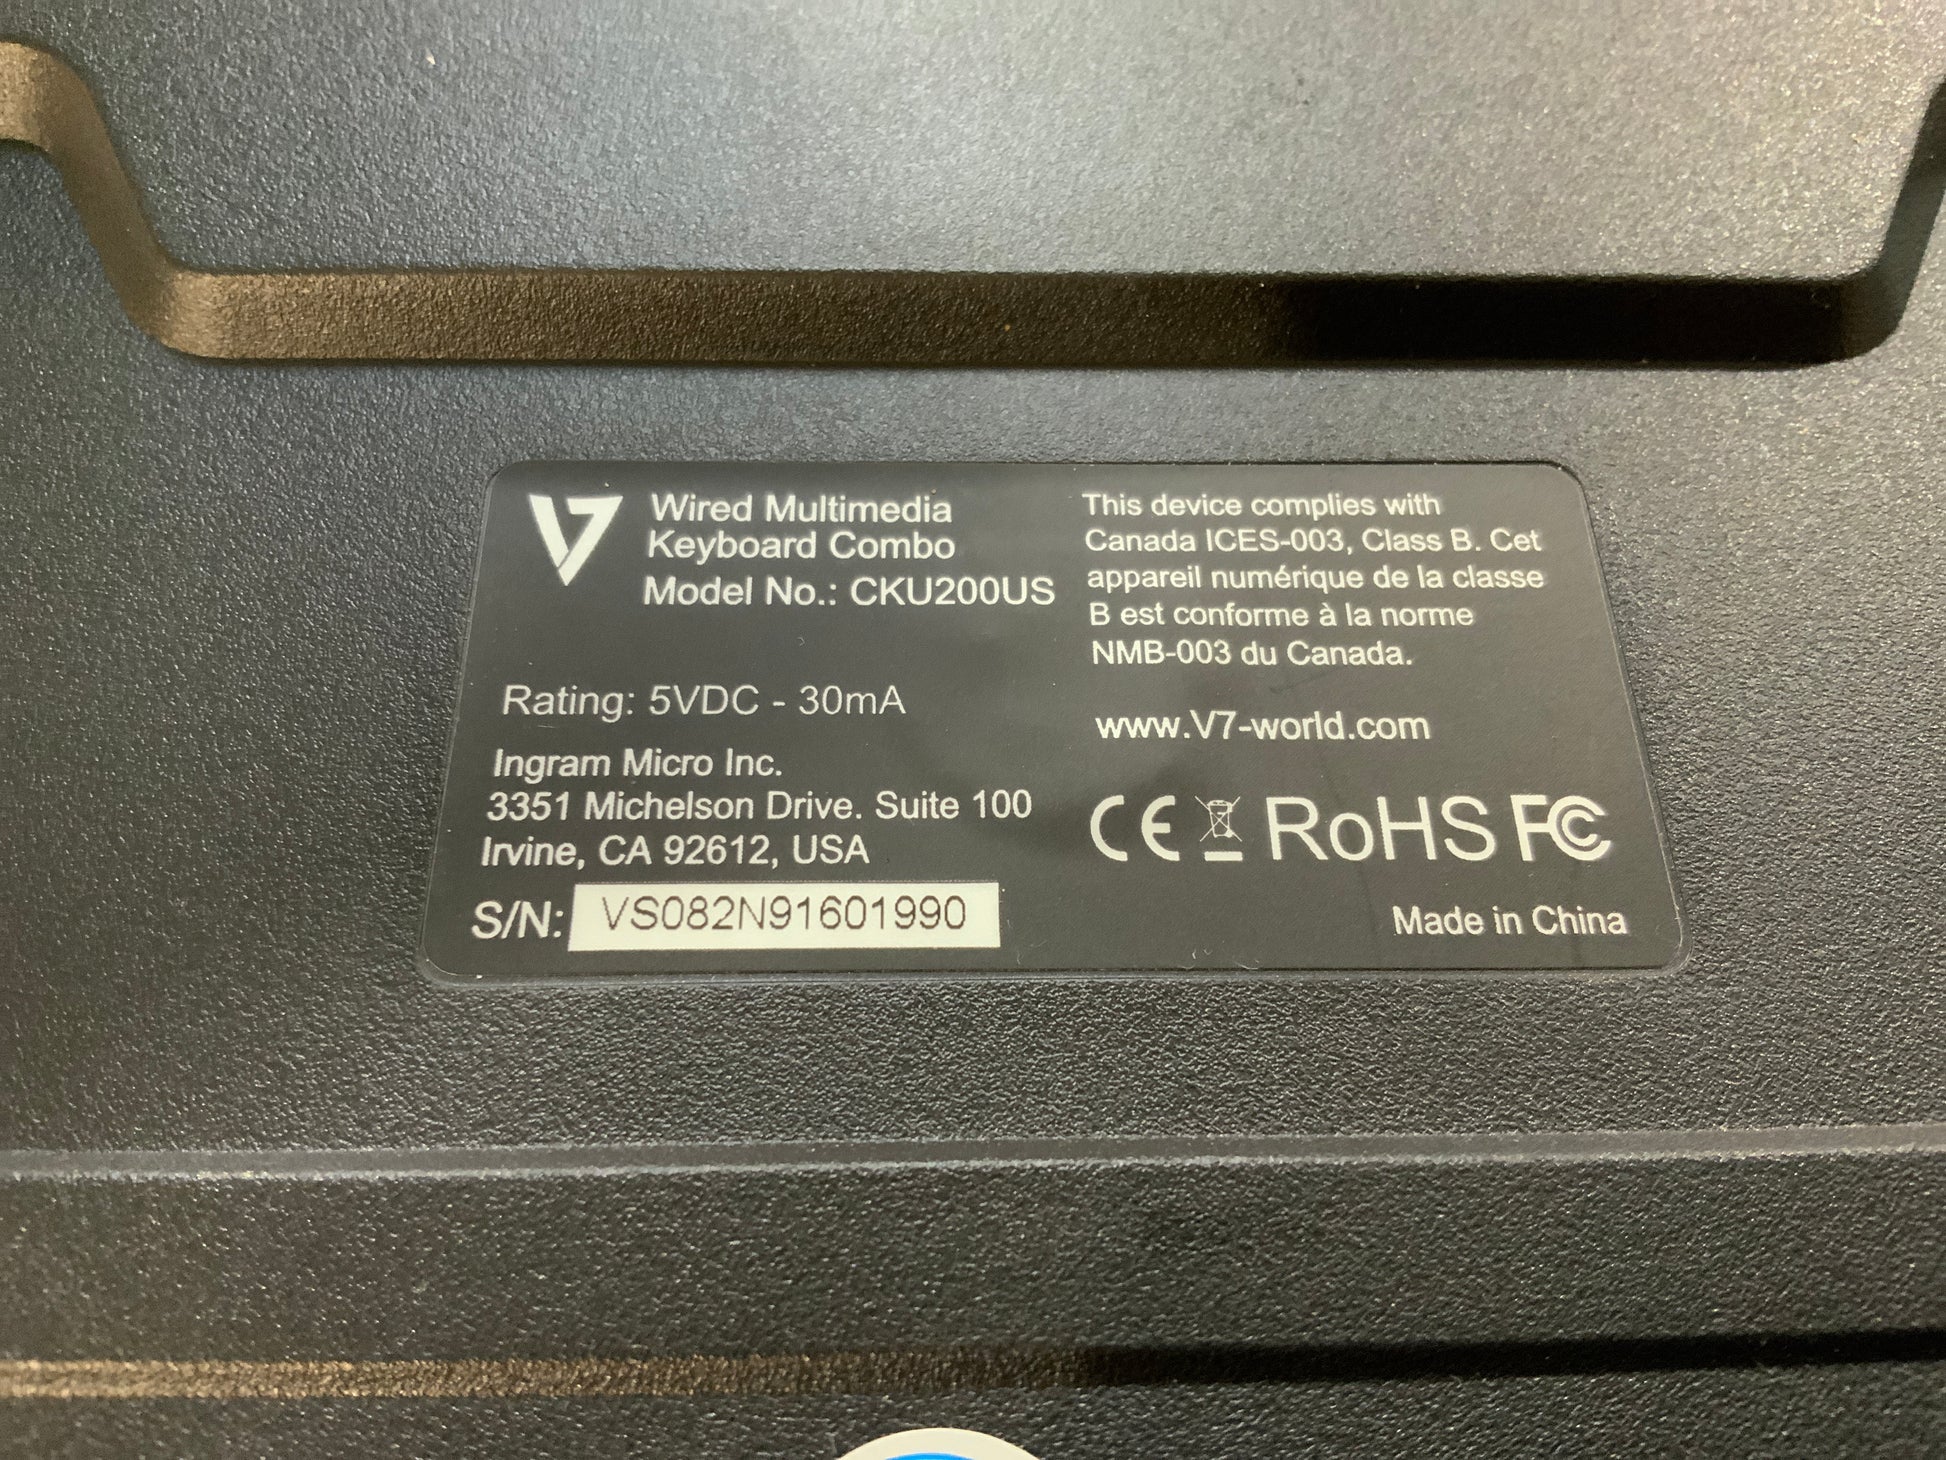 V7
Wired Multimedia
Keyboard Combo
Model No.: CKU200US
Rating: 5VDC - 30mA
Ingram Micro Inc.
3351 Michelson Drive. Suite 100
Irvine, CA 92612, USA
S/N: VS082N91601990
This device complies with
Canada ICES-003, Class B. Cet
appareil numérique de la classe
B est conforme à la norme
NMB-003 du Canada.
www.V7-world.com
CE RoHS FC
Made in China